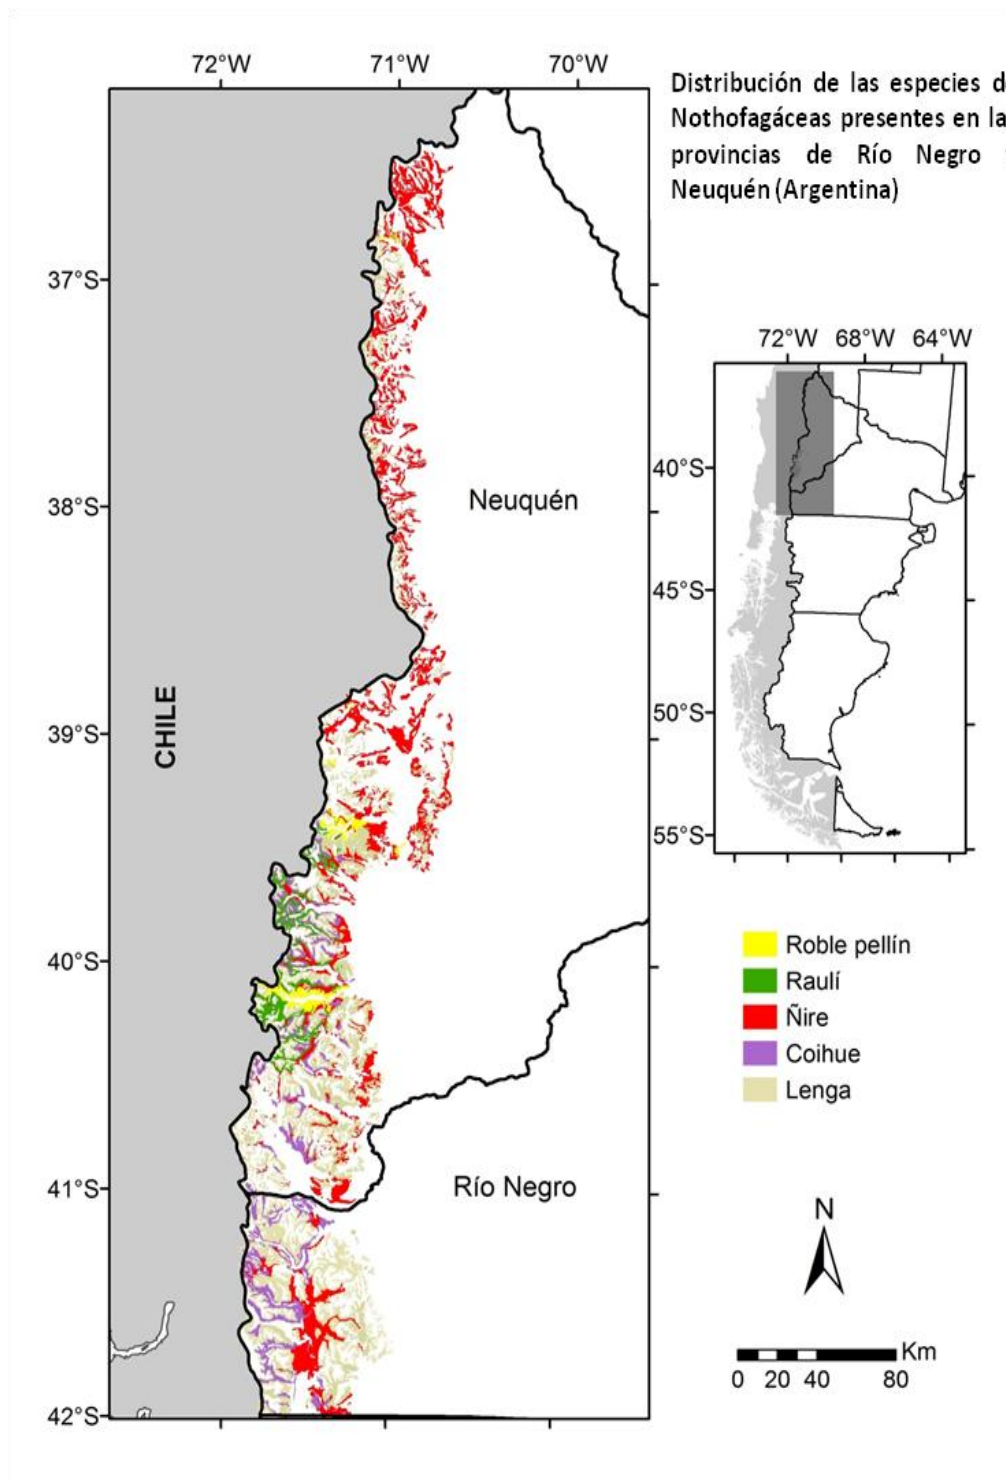 72°W 71°W 70°W
Distribución de las especies d
Nothofagáceas presentes en la
provincias de Río Negro
Neuquén (Argentina)
37°S
38°S
39°S
40°S
41°S
42°S
CHILE
Neuquén
Río Negro
72°W 68°W 64°W
40°S
45°S
50°S
55°S
Roble pellín
Raulí
Ñire
Coihue
Lenga
N
Km
0 20 40 80